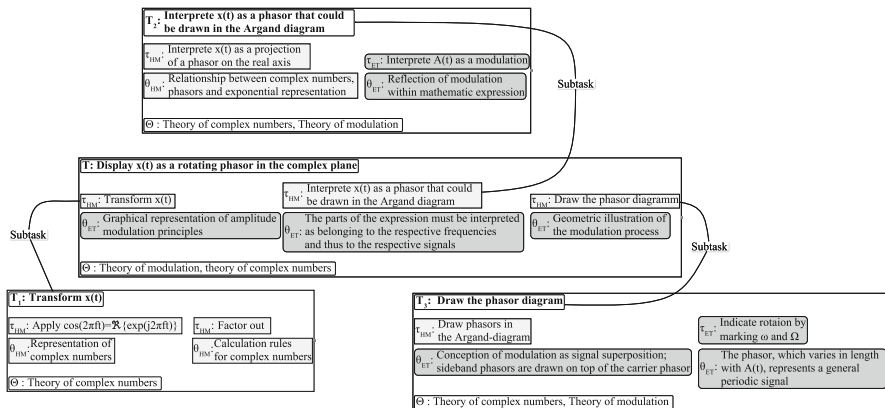 T₂: Interprete x(t) as a phasor that could
be drawn in the Argand diagram
τHM: Interprete x(t) as a projection
of a phasor on the real axis
τET: Interprete A(t) as a modulation
θHM: Relationship between complex numbers,
phasors and exponential representation
θET: Reflection of modulation
within mathematic expression
Θ : Theory of complex numbers, Theory of modulation
Subtask
T: Display x(t) as a rotating phasor in the complex plane
τHM: Transform x(t)
τHM: Interprete x(t) as a phasor that could
be drawn in the Argand diagram
τHM: Draw the phasor diagramm
θET: Graphical representation of amplitude
modulation principles
θET: The parts of the expression must be interpreted
as belonging to the respective frequencies
and thus to the respective signals
θET: Geometric illustration of
the modulation process
Θ : Theory of modulation, theory of complex numbers
Subtask
Subtask
T₁: Transform x(t)
τHM: Apply cos(2πft)=ℜ{exp(j2πft)}
τHM: Factor out
θHM: Representation of
complex numbers
θHM: Calculation rules
for complex numbers
Θ : Theory of complex numbers
T₃: Draw the phasor diagram
τHM: Draw phasors in
the Argand-diagram
τET: Indicate rotaion by
marking ω and Ω
θET: Conception of modulation as signal superposition;
sideband phasors are drawn on top of the carrier phasor
θET: The phasor, which varies in length
with A(t), represents a general
periodic signal
Θ : Theory of complex numbers, Theory of modulation